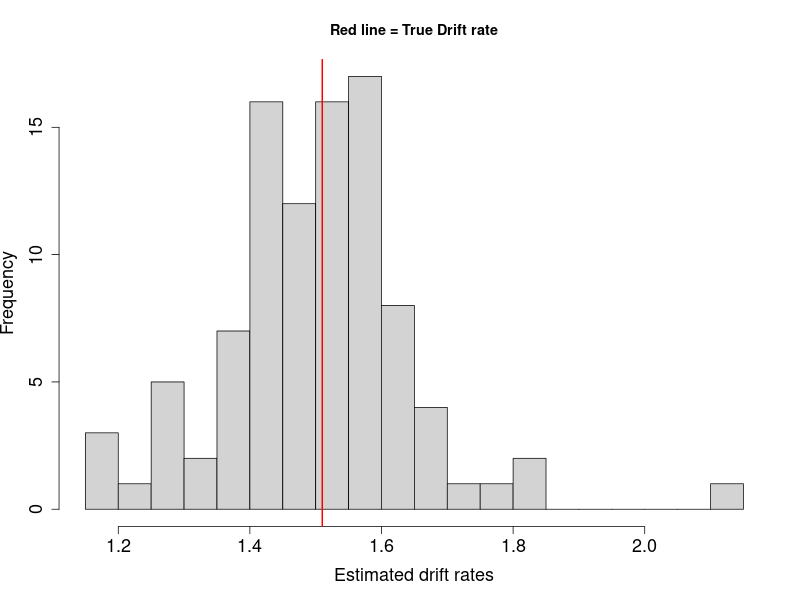 Red line = True Drift rate
Frequency
15
10
5
0
1.2 1.4 1.6 1.8 2.0
Estimated drift rates